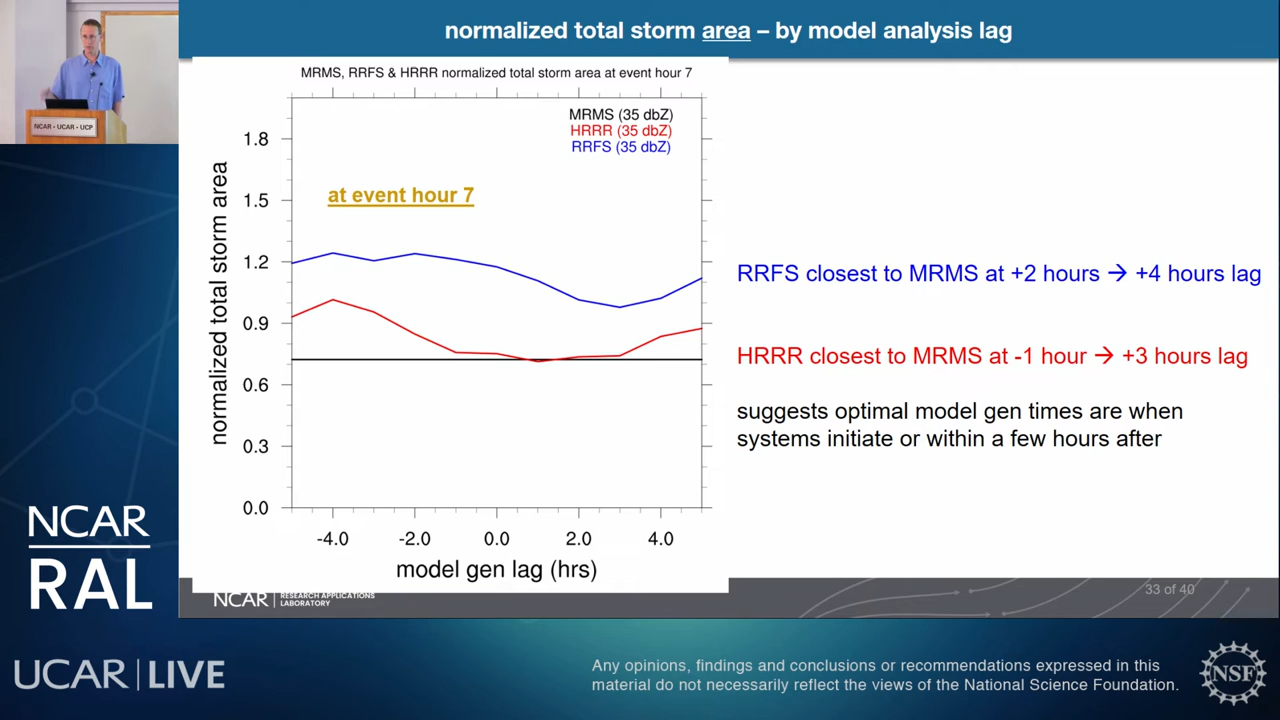 normalized total storm area – by model analysis lag
MRMS, RRFS & HRRR normalized total storm area at event hour 7
MRMS (35 dbZ)
HRRR (35 dbZ)
RRFS (35 dbZ)
at event hour 7
normalized total storm area
1.8
1.5
1.2
0.9
0.6
0.3
0.0
-4.0 -2.0 0.0 2.0 4.0
model gen lag (hrs)
RRFS closest to MRMS at +2 hours → +4 hours lag
HRRR closest to MRMS at -1 hour → +3 hours lag
suggests optimal model gen times are when
systems initiate or within a few hours after
NCAR RESEARCH APPLICATIONS
LABORATORY
33 of 40
NCAR • UCAR • UCP
NCAR
RAL
UCAR | LIVE
Any opinions, findings and conclusions or recommendations expressed in this
material do not necessarily reflect the views of the National Science Foundation.
NSF